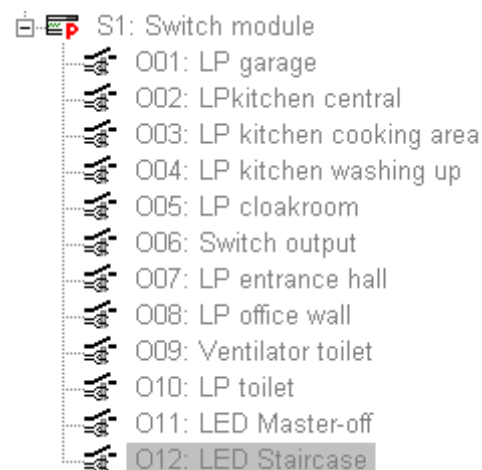 S1: Switch module
O01: LP garage
O02: LPkitchen central
O03: LP kitchen cooking area
O04: LP kitchen washing up
O05: LP cloakroom
O06: Switch output
O07: LP entrance hall
O08: LP office wall
O09: Ventilator toilet
O10: LP toilet
O11: LED Master-off
O12: LED Staircase